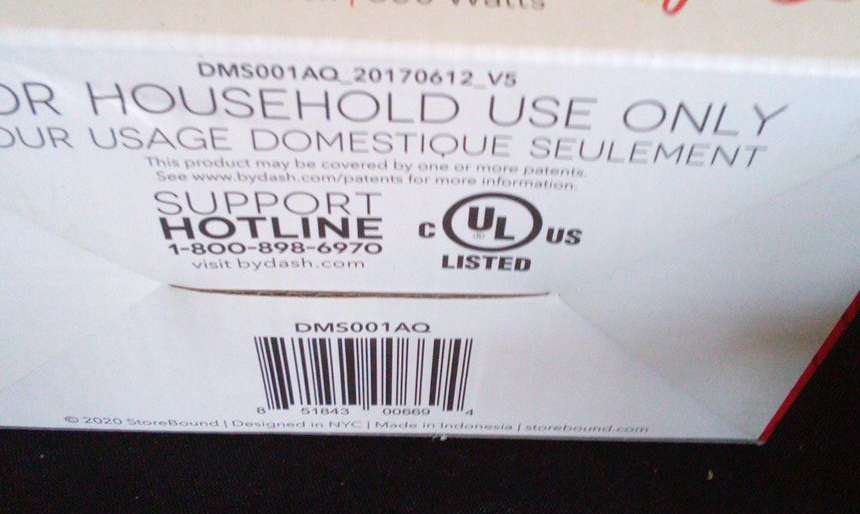 Watts
DMS001AQ_20170612_V5
OR HOUSEHOLD USE ONLY
OUR USAGE DOMESTIQUE SEULEMENT
This product may be covered by one or more patents.
See www.bydash.com/patents for more information.
SUPPORT
HOTLINE
1-800-898-6970
visit bydash.com
C UL US
LISTED
DMS001AQ
8 51843 00669 4
© 2020 StoreBound | Designed in NYC | Made in Indonesia | storebound.com